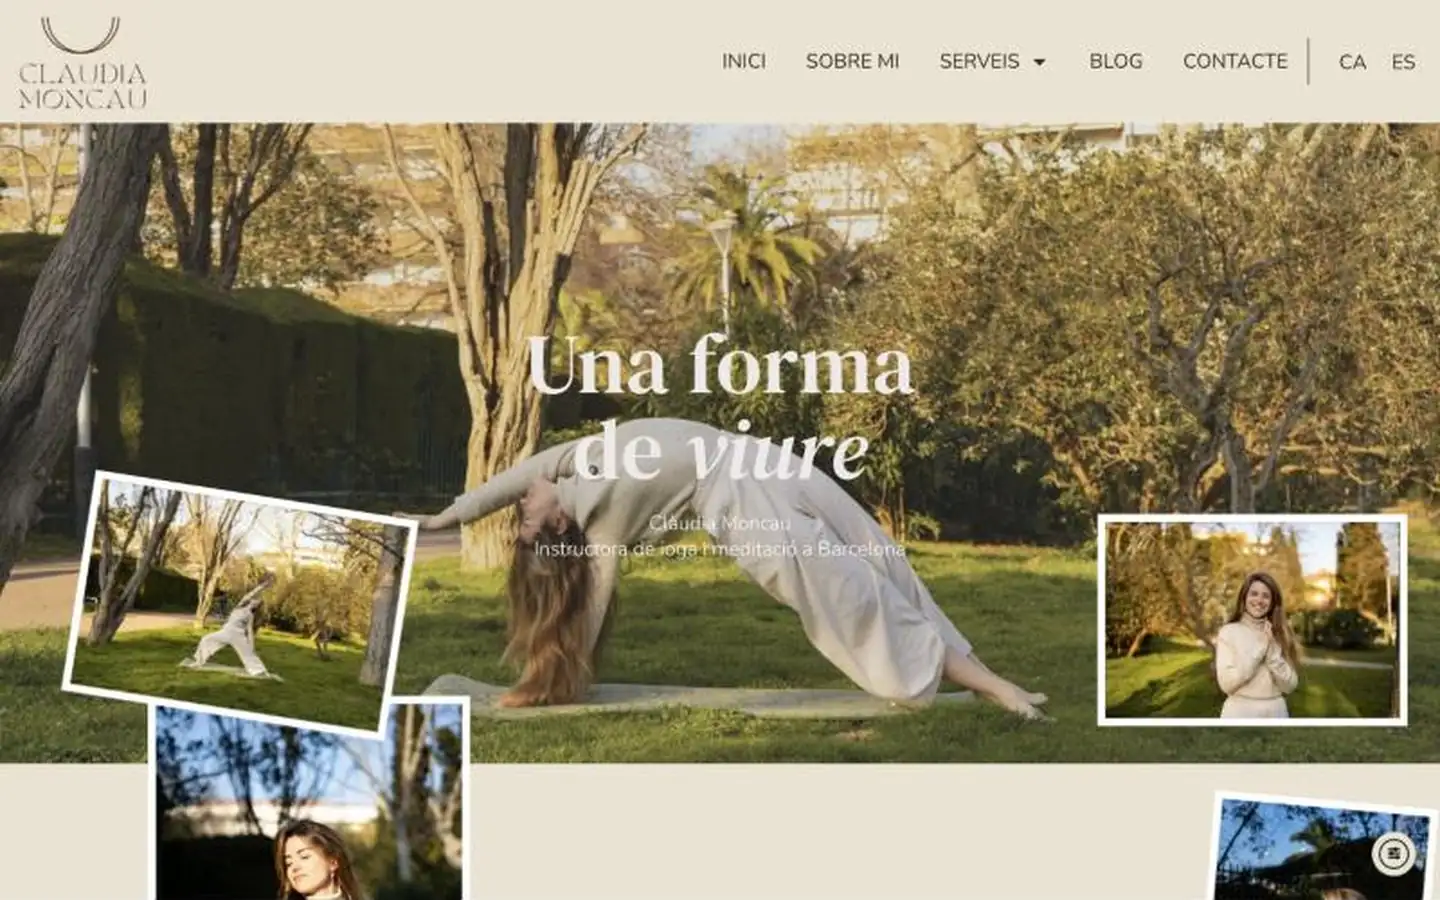 CLAUDIA
MONCAU
INICI
SOBRE MI
SERVEIS
BLOG
CONTACTE
CA
ES
Una forma
de viure
Clàudia Moncau
Instructora de ioga i meditació a Barcelona